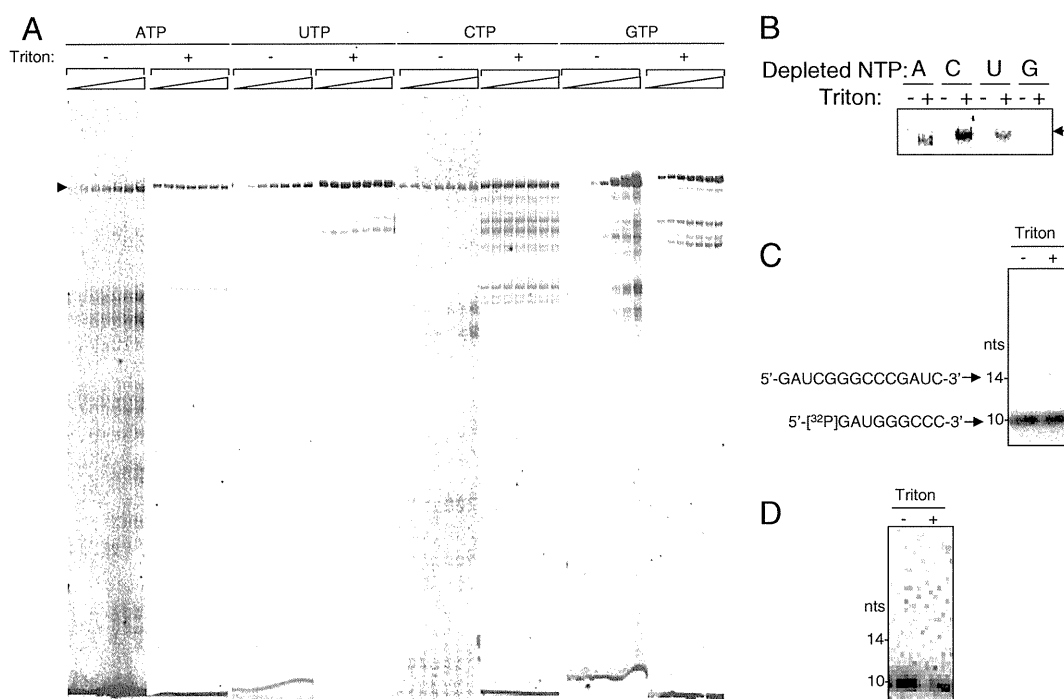 A
ATP UTP CTP GTP
Triton: - + - + - + - +
B
Depleted NTP: A C U G
Triton: - + - + - + - +
C
Triton
- +
nts
5'-GAUCGGGCCCGAUC-3' 14
5'-[32P]GAUGGGCCC-3' 10
D
Triton
- +
nts
14
10